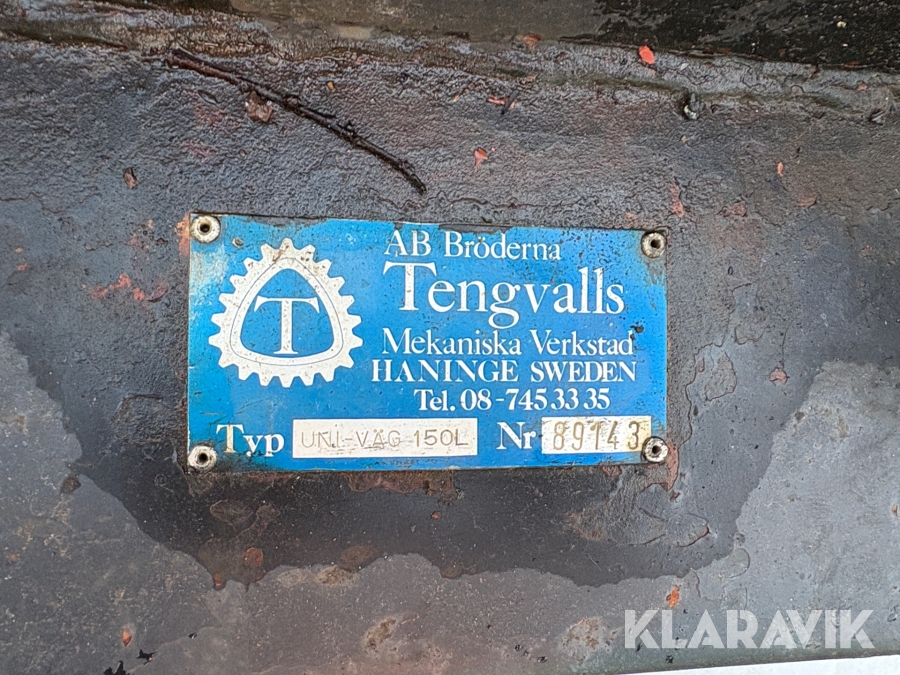 AB Bröderna
Tengvalls
Mekaniska Verkstad
HANINGE SWEDEN
Tel. 08-745 33 35
T
Typ UNI-VÄG 150L Nr 89143
KLARAVIK